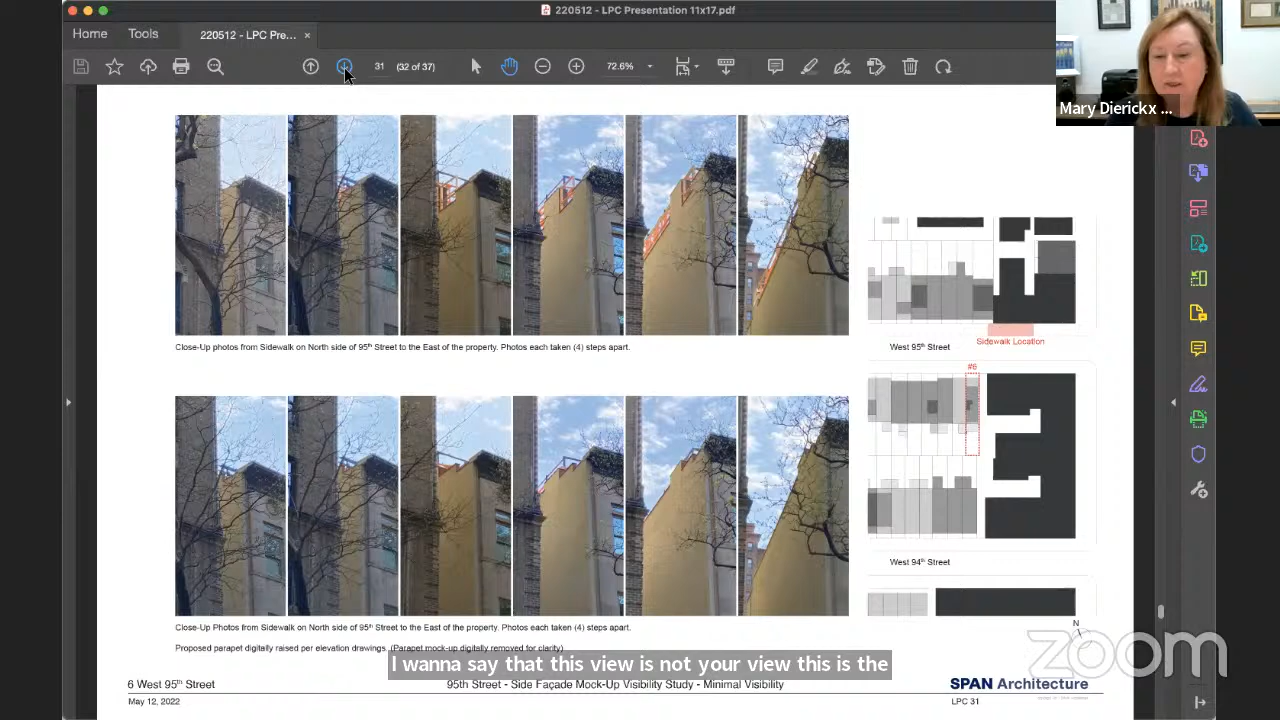 220512 - LPC Presentation 11x17.pdf
Home
Tools
220512 - LPC Pre... ×
31
(32 of 37)
72.6%
Mary Dierickx ...
Close-Up photos from Sidewalk on North side of 95th Street to the East of the property. Photos each taken (4) steps apart.
West 95th Street
Sidewalk Location
#6
West 94th Street
N
Close-Up Photos from Sidewalk on North side of 95th Street to the East of the property. Photos each taken (4) steps apart.
Proposed parapet digitally raised per elevation drawings. (Parapet mock-up digitally removed for clarity)
I wanna say that this view is not your view this is the
zoom
6 West 95th Street
95th Street - Side Façade Mock-Up Visibility Study - Minimal Visibility
SPAN Architecture
May 12, 2022
LPC 31